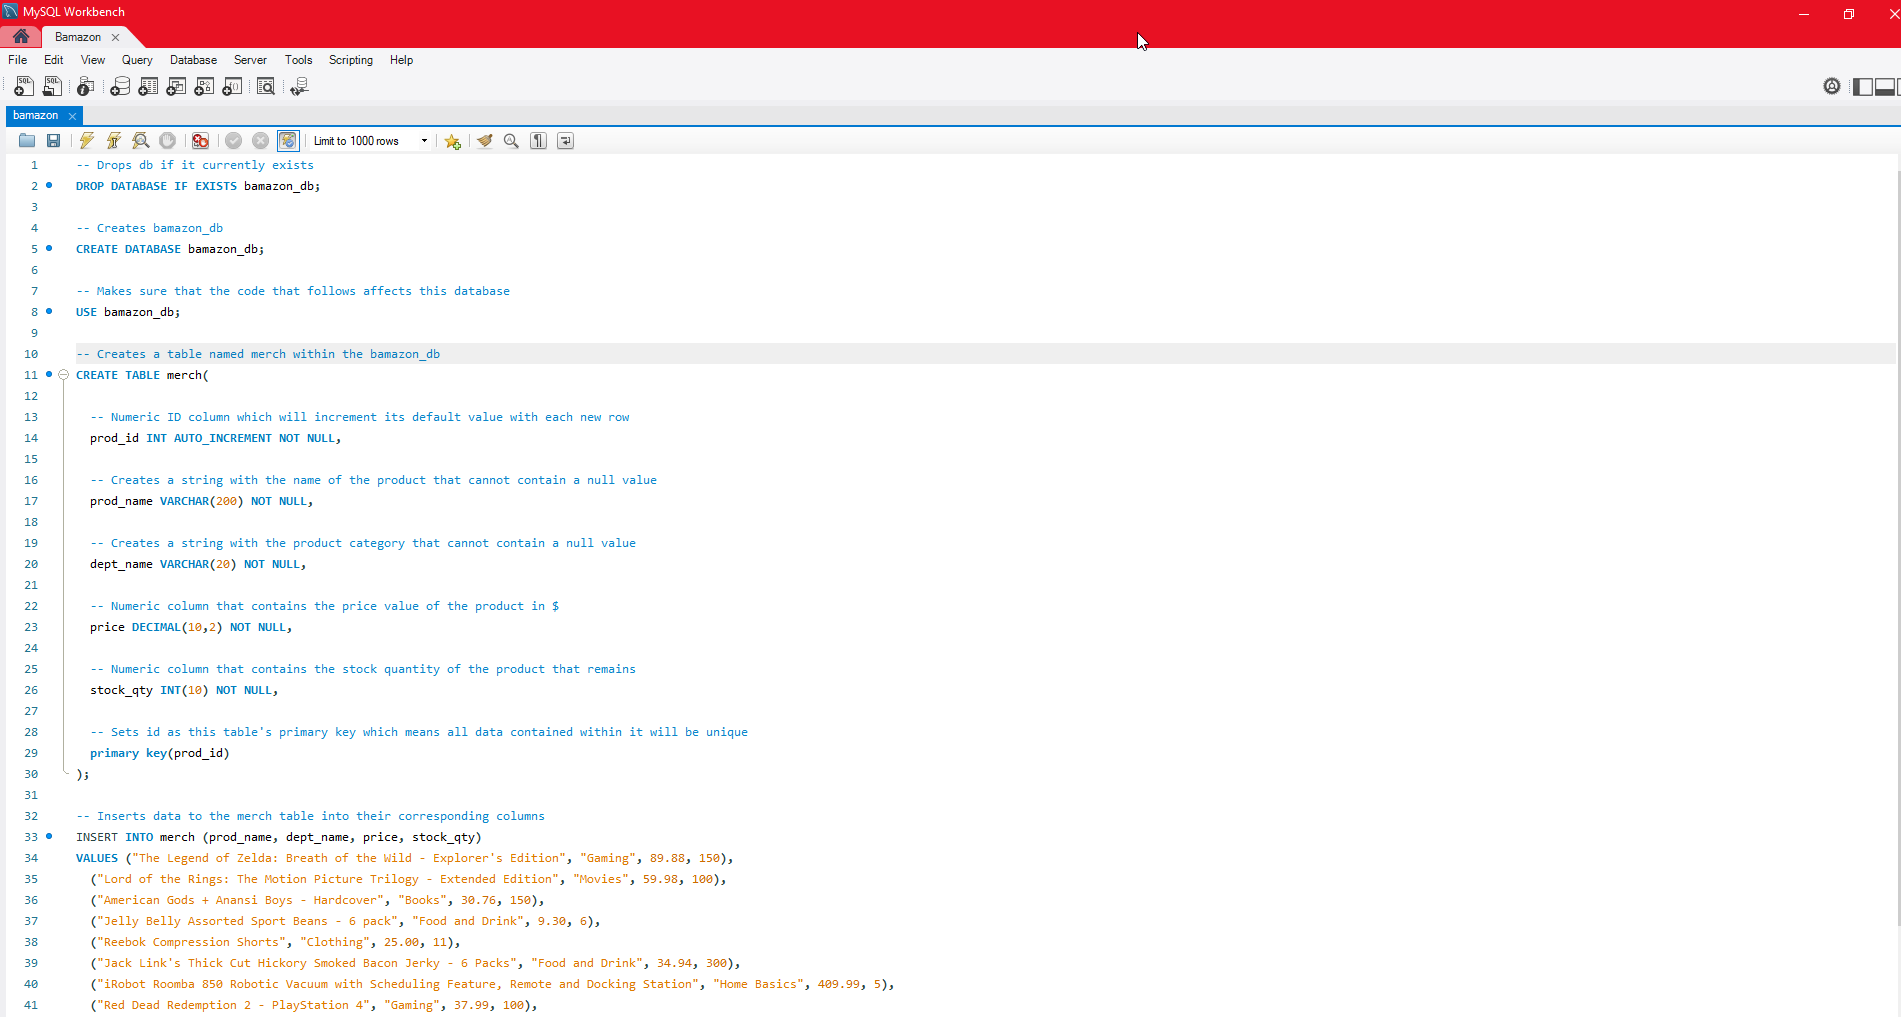 MySQL Workbench
Bamazon
File Edit View Query Database Server Tools Scripting Help
bamazon
Limit to 1000 rows
1 -- Drops db if it currently exists
2 DROP DATABASE IF EXISTS bamazon_db;
3
4 -- Creates bamazon_db
5 CREATE DATABASE bamazon_db;
6
7 -- Makes sure that the code that follows affects this database
8 USE bamazon_db;
9
10 -- Creates a table named merch within the bamazon_db
11 CREATE TABLE merch(
12
13 -- Numeric ID column which will increment its default value with each new row
14 prod_id INT AUTO_INCREMENT NOT NULL,
15
16 -- Creates a string with the name of the product that cannot contain a null value
17 prod_name VARCHAR(200) NOT NULL,
18
19 -- Creates a string with the product category that cannot contain a null value
20 dept_name VARCHAR(20) NOT NULL,
21
22 -- Numeric column that contains the price value of the product in $
23 price DECIMAL(10,2) NOT NULL,
24
25 -- Numeric column that contains the stock quantity of the product that remains
26 stock_qty INT(10) NOT NULL,
27
28 -- Sets id as this table's primary key which means all data contained within it will be unique
29 primary key(prod_id)
30 );
31
32 -- Inserts data to the merch table into their corresponding columns
33 INSERT INTO merch (prod_name, dept_name, price, stock_qty)
34 VALUES ("The Legend of Zelda: Breath of the Wild - Explorer's Edition", "Gaming", 89.88, 150),
35 ("Lord of the Rings: The Motion Picture Trilogy - Extended Edition", "Movies", 59.98, 100),
36 ("American Gods + Anansi Boys - Hardcover", "Books", 30.76, 150),
37 ("Jelly Belly Assorted Sport Beans - 6 pack", "Food and Drink", 9.30, 6),
38 ("Reebok Compression Shorts", "Clothing", 25.00, 11),
39 ("Jack Link's Thick Cut Hickory Smoked Bacon Jerky - 6 Packs", "Food and Drink", 34.94, 300),
40 ("iRobot Roomba 850 Robotic Vacuum with Scheduling Feature, Remote and Docking Station", "Home Basics", 409.99, 5),
41 ("Red Dead Redemption 2 - PlayStation 4", "Gaming", 37.99, 100),